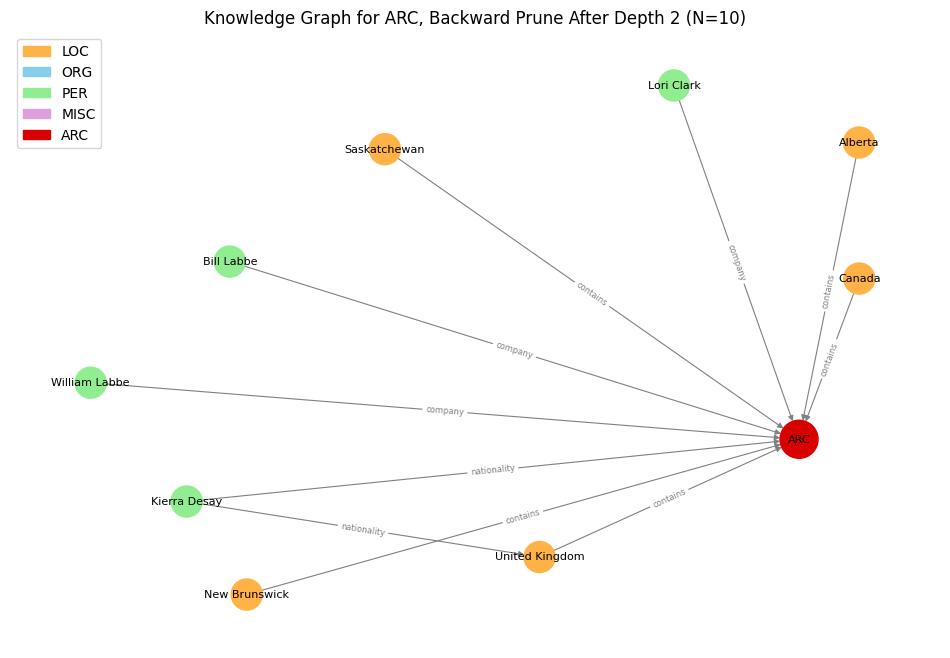 Knowledge Graph for ARC, Backward Prune After Depth 2 (N=10)
LOC
ORG
PER
MISC
ARC
Lori Clark
Alberta
Saskatchewan
Bill Labbe
company
Canada
contains
contains
company
contains
William Labbe
company
ARC
nationality
contains
Kierra Desay
contains
nationality
United Kingdom
New Brunswick